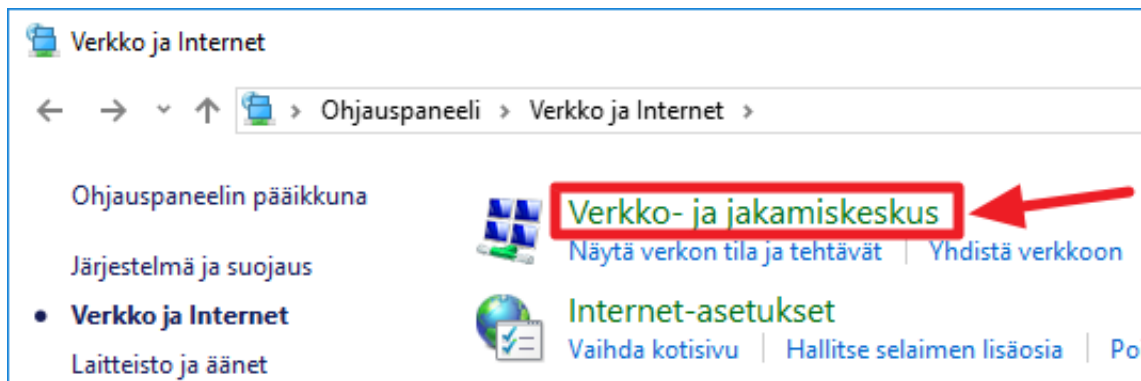 Verkko ja Internet
Ohjauspaneeli > Verkko ja Internet >
Ohjauspaneelin pääikkuna
Järjestelmä ja suojaus
Verkko ja Internet
Laitteisto ja äänet
Verkko- ja jakamiskeskus
Näytä verkon tila ja tehtävät | Yhdistä verkkoon
Internet-asetukset
Vaihda kotisivu | Hallitse selaimen lisäosia